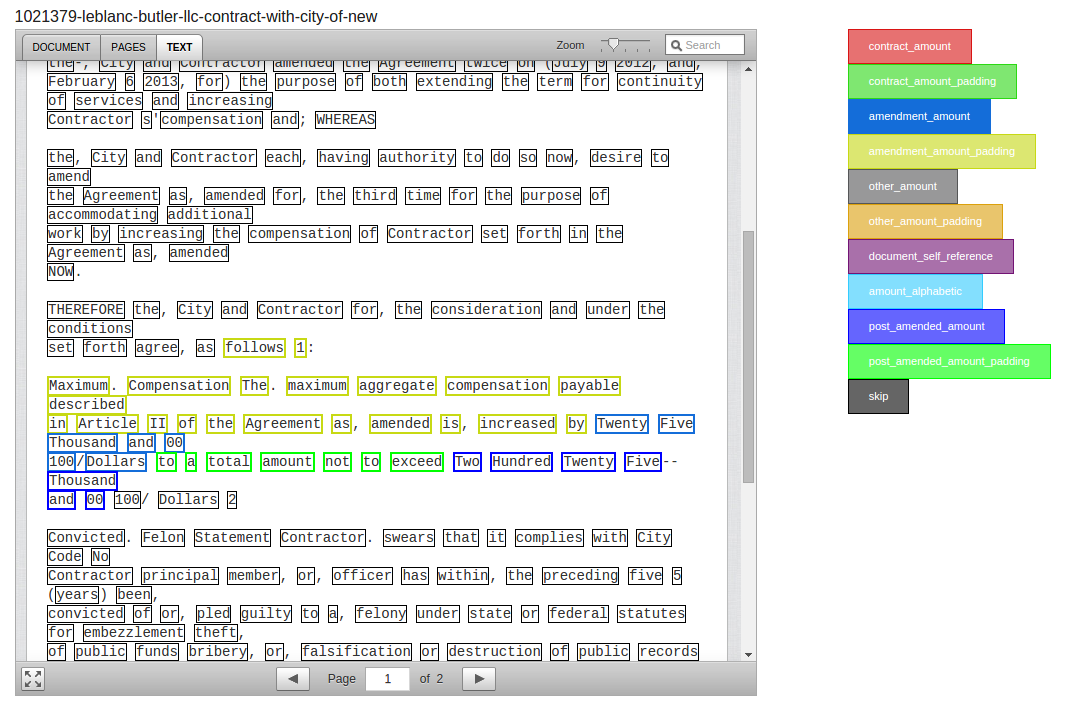 1021379-leblanc-butler-llc-contract-with-city-of-new
DOCUMENT PAGES TEXT Zoom Search
the-, City and Contractor amended the Agreement twice on (July 9 2012, and,
February 6 2013, for) the purpose of both extending the term for continuity
of services and increasing
Contractor s'compensation and; WHEREAS
the, City and Contractor each, having authority to do so now, desire to
amend
the Agreement as, amended for, the third time for the purpose of
accommodating additional
work by increasing the compensation of Contractor set forth in the
Agreement as, amended
NOW.
THEREFORE the, City and Contractor for, the consideration and under the
conditions
set forth agree, as follows 1:
Maximum. Compensation The. maximum aggregate compensation payable
described
in Article II of the Agreement as, amended is, increased by Twenty Five
Thousand and 00
100/Dollars to a total amount not to exceed Two Hundred Twenty Five--
Thousand
and 00 100/ Dollars 2
Convicted. Felon Statement Contractor. swears that it complies with City
Code No
Contractor principal member, or, officer has within, the preceding five 5
(years) been,
convicted of or, pled guilty to a, felony under state or federal statutes
for embezzlement theft,
of public funds bribery, or, falsification or destruction of public records
Page 1 of 2
contract_amount
contract_amount_padding
amendment_amount
amendment_amount_padding
other_amount
other_amount_padding
document_self_reference
amount_alphabetic
post_amended_amount
post_amended_amount_padding
skip